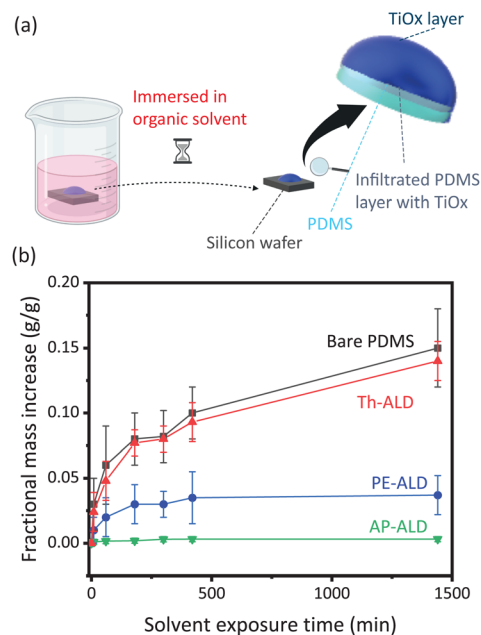 (a)
TiOx layer
Immersed in
organic solvent
Infiltrated PDMS
layer with TiOx
PDMS
Silicon wafer
(b)
Fractional mass increase (g/g)
0.20
0.15
0.10
0.05
0.00
Bare PDMS
Th-ALD
PE-ALD
AP-ALD
0
500
1000
1500
Solvent exposure time (min)